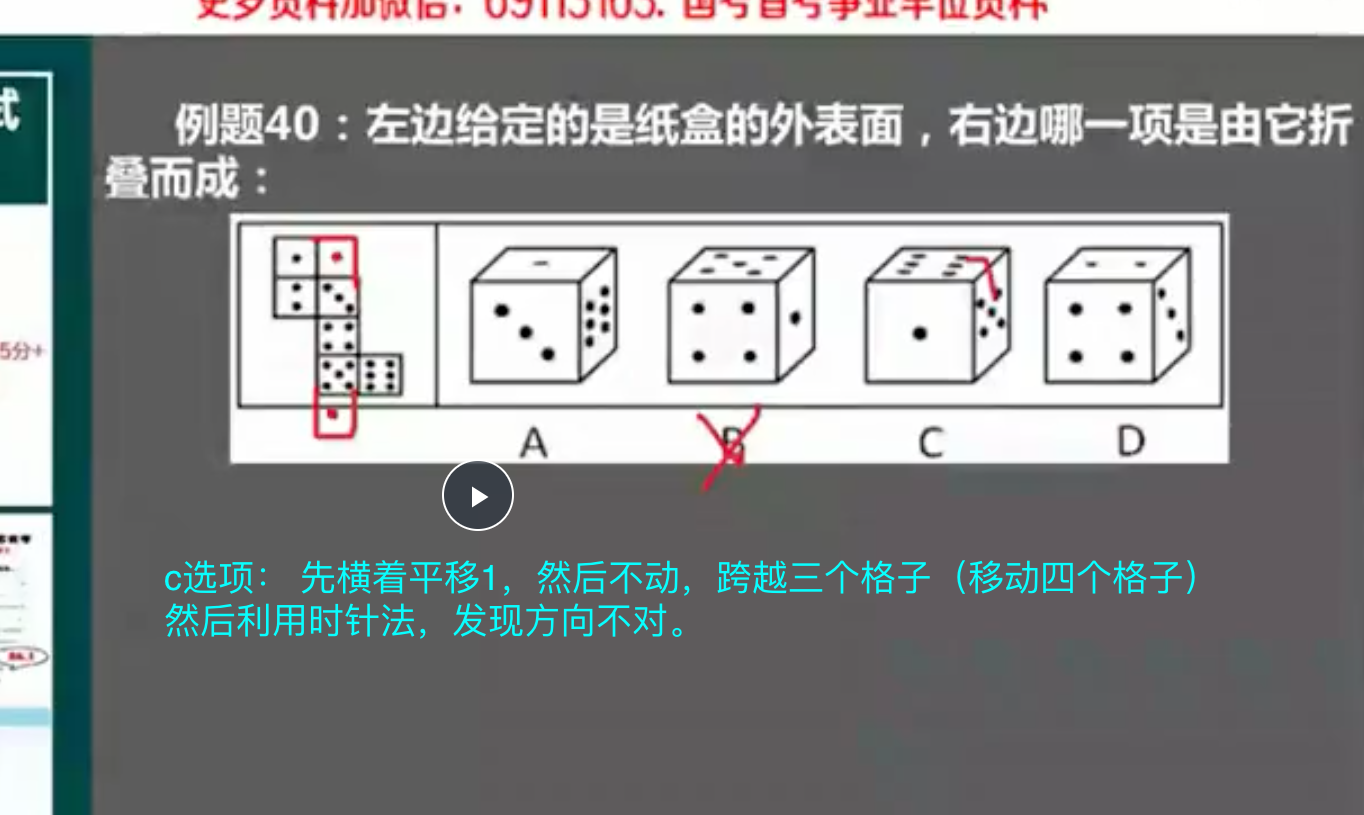 式
例题40：左边给定的是纸盒的外表面，右边哪一项是由它折
叠而成：
5分+
A B C D
c选项： 先横着平移1，然后不动，跨越三个格子（移动四个格子）
然后利用时针法，发现方向不对。